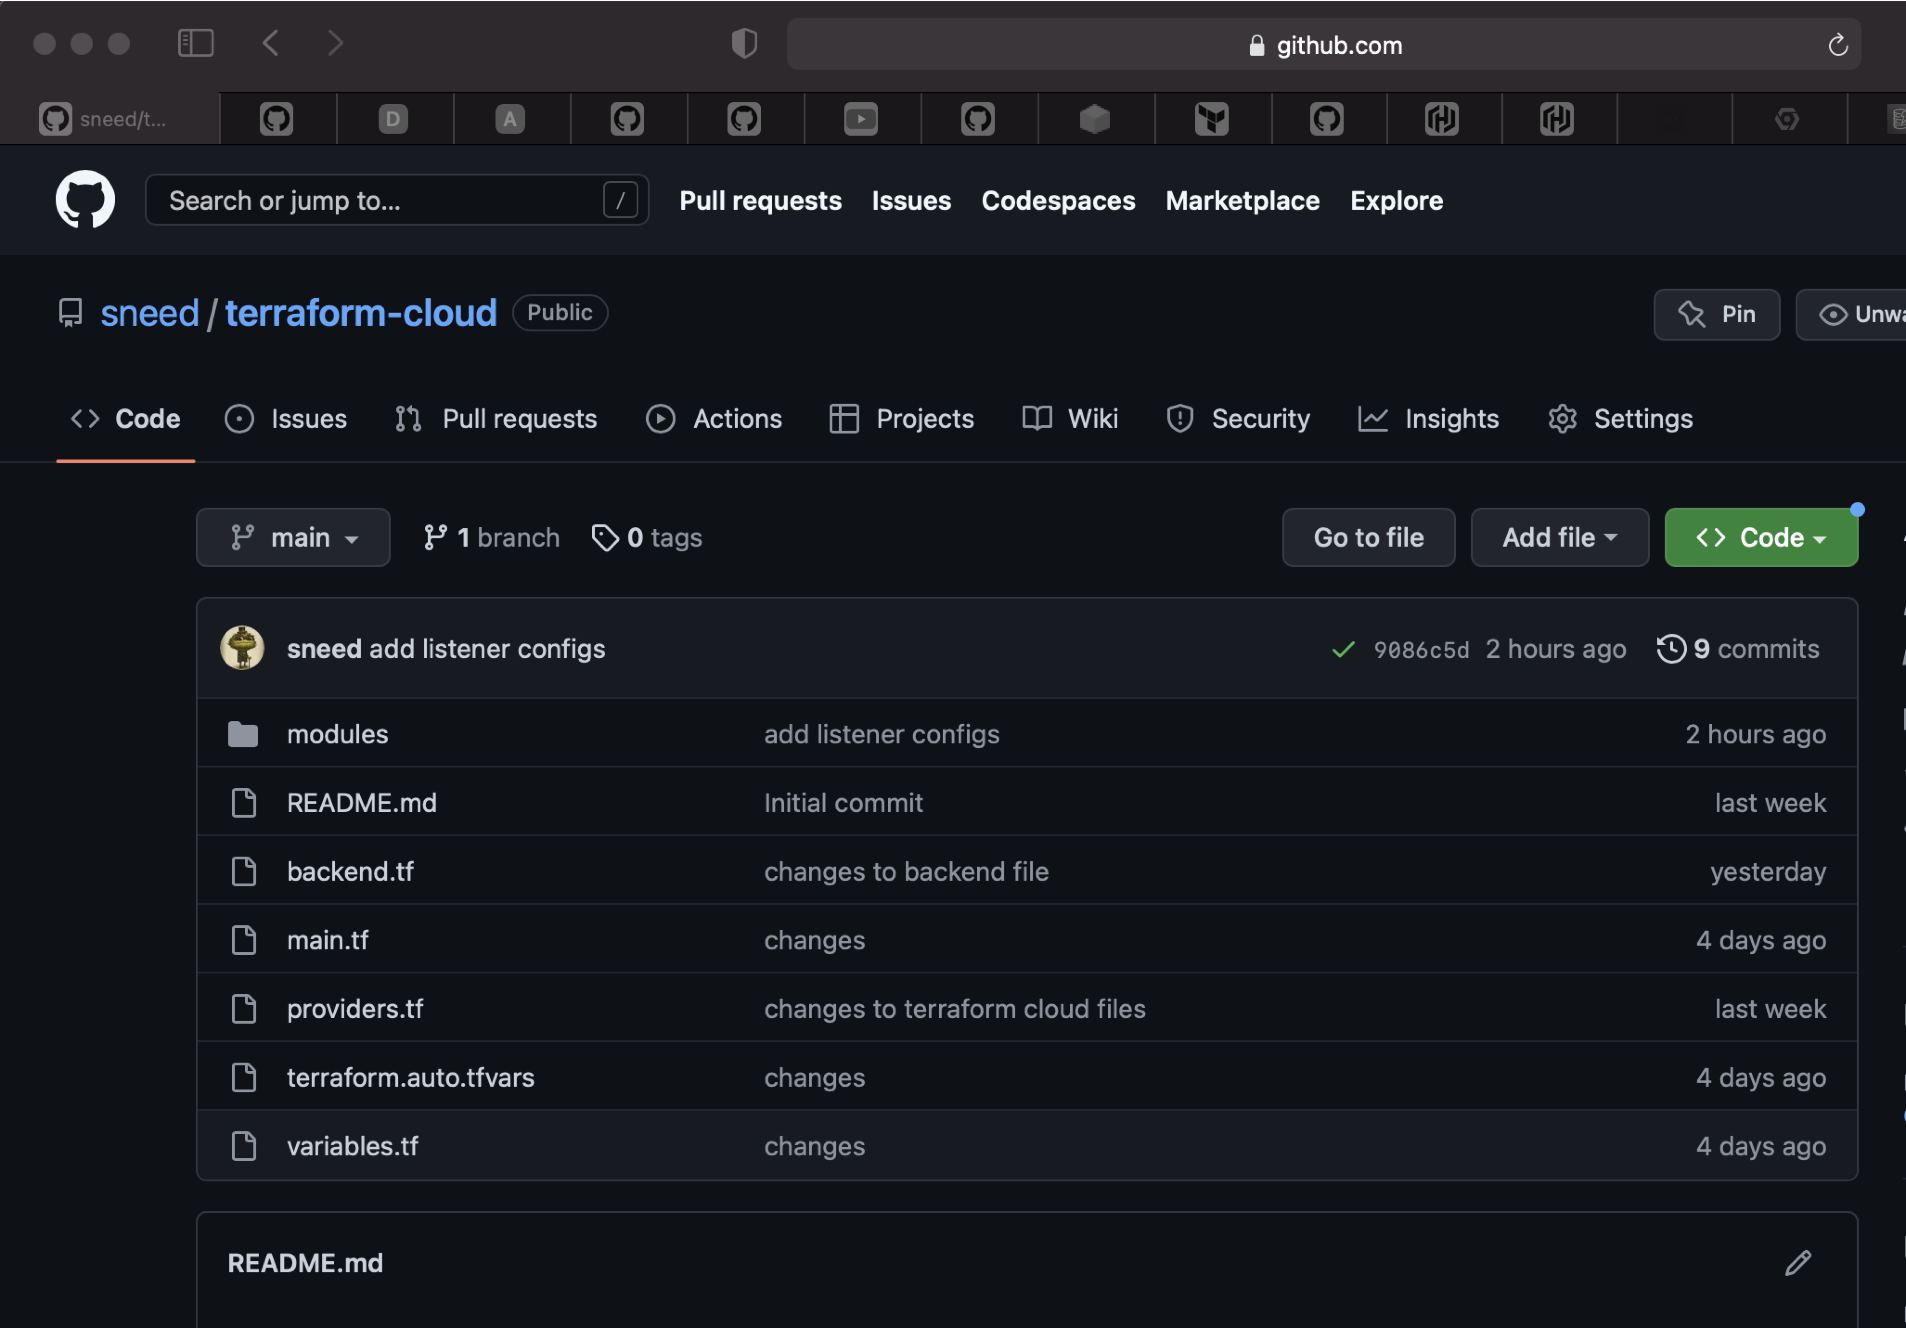 github.com
sneed/t...
D
A
Search or jump to... /
Pull requests Issues Codespaces Marketplace Explore
sneed / terraform-cloud Public
Pin Unwa
Code Issues Pull requests Actions Projects Wiki Security Insights Settings
main 1 branch 0 tags Go to file Add file Code
sneed add listener configs 9086c5d 2 hours ago 9 commits
modules add listener configs 2 hours ago
README.md Initial commit last week
backend.tf changes to backend file yesterday
main.tf changes 4 days ago
providers.tf changes to terraform cloud files last week
terraform.auto.tfvars changes 4 days ago
variables.tf changes 4 days ago
README.md